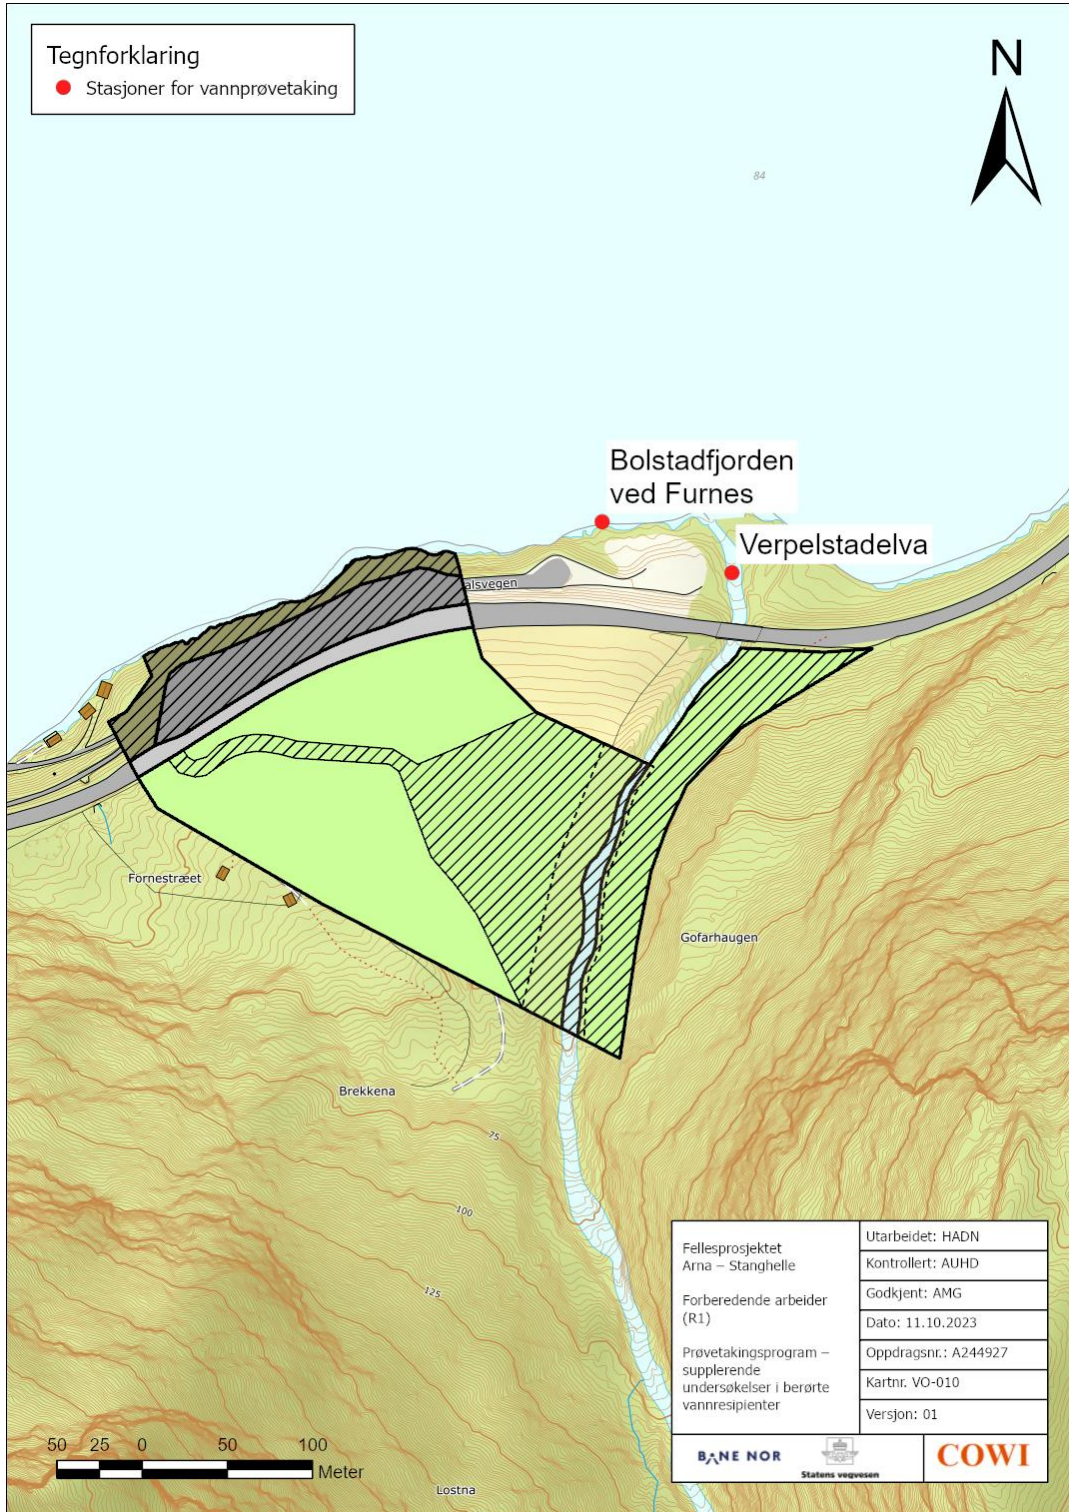 Tegnforklaring
Stasjoner for vannprøvetaking
N
84
Bolstadfjorden
ved Furnes
Verpelstadelva
alsvegen
Fornestræet
Gofarhaugen
Brekkena
75
100
125
Lostna
50 25 0 50 100
Meter
Fellesprosjektet
Arna – Stanghelle
Forberedende arbeider
(R1)
Prøvetakingsprogram –
supplerende
undersøkelser i berørte
vannresipienter
Utarbeidet: HADN
Kontrollert: AUHD
Godkjent: AMG
Dato: 11.10.2023
Oppdragsnr.: A244927
Kartnr. VO-010
Versjon: 01
BANE NOR
Statens vegvesen
COWI